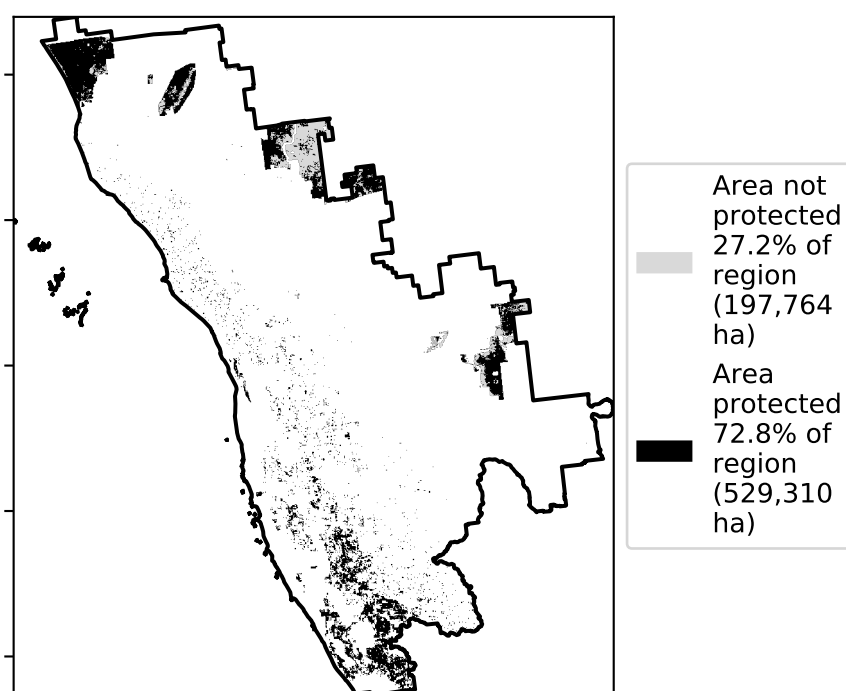 Area not
protected
27.2% of
region
(197,764
ha)
Area
protected
72.8% of
region
(529,310
ha)